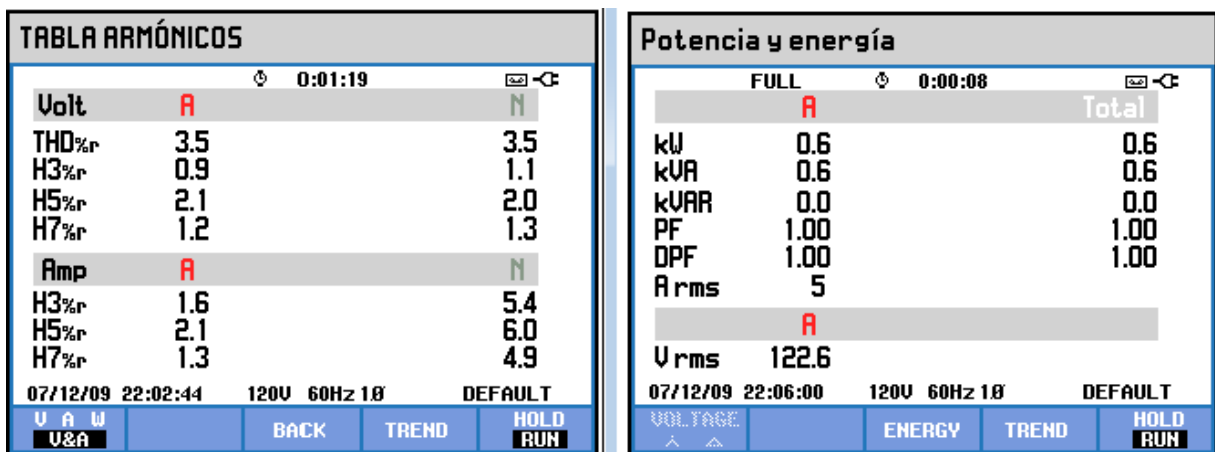 TABLA ARMÓNICOS
0:01:19
Volt A N
THD%r 3.5 3.5
H3%r 0.9 1.1
H5%r 2.1 2.0
H7%r 1.2 1.3
Amp A N
H3%r 1.6 5.4
H5%r 2.1 6.0
H7%r 1.3 4.9
07/12/09 22:02:44 120V 60Hz 1Ø DEFAULT
V A W BACK TREND HOLD
V&A RUN
Potencia y energía
FULL 0:00:08
A Total
kW 0.6 0.6
kVA 0.6 0.6
kVAR 0.0 0.0
PF 1.00 1.00
DPF 1.00 1.00
A rms 5
A
V rms 122.6
07/12/09 22:06:00 120V 60Hz 1Ø DEFAULT
VOLTAGE ENERGY TREND HOLD
RUN